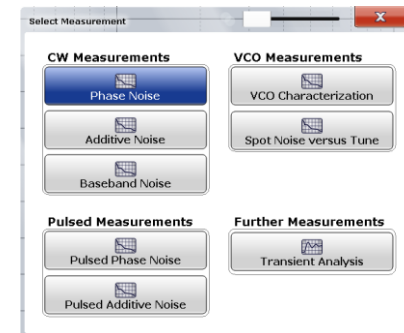 Select Measurement
X
CW Measurements
Phase Noise
Additive Noise
Baseband Noise
VCO Measurements
VCO Characterization
Spot Noise versus Tune
Pulsed Measurements
Pulsed Phase Noise
Pulsed Additive Noise
Further Measurements
Transient Analysis